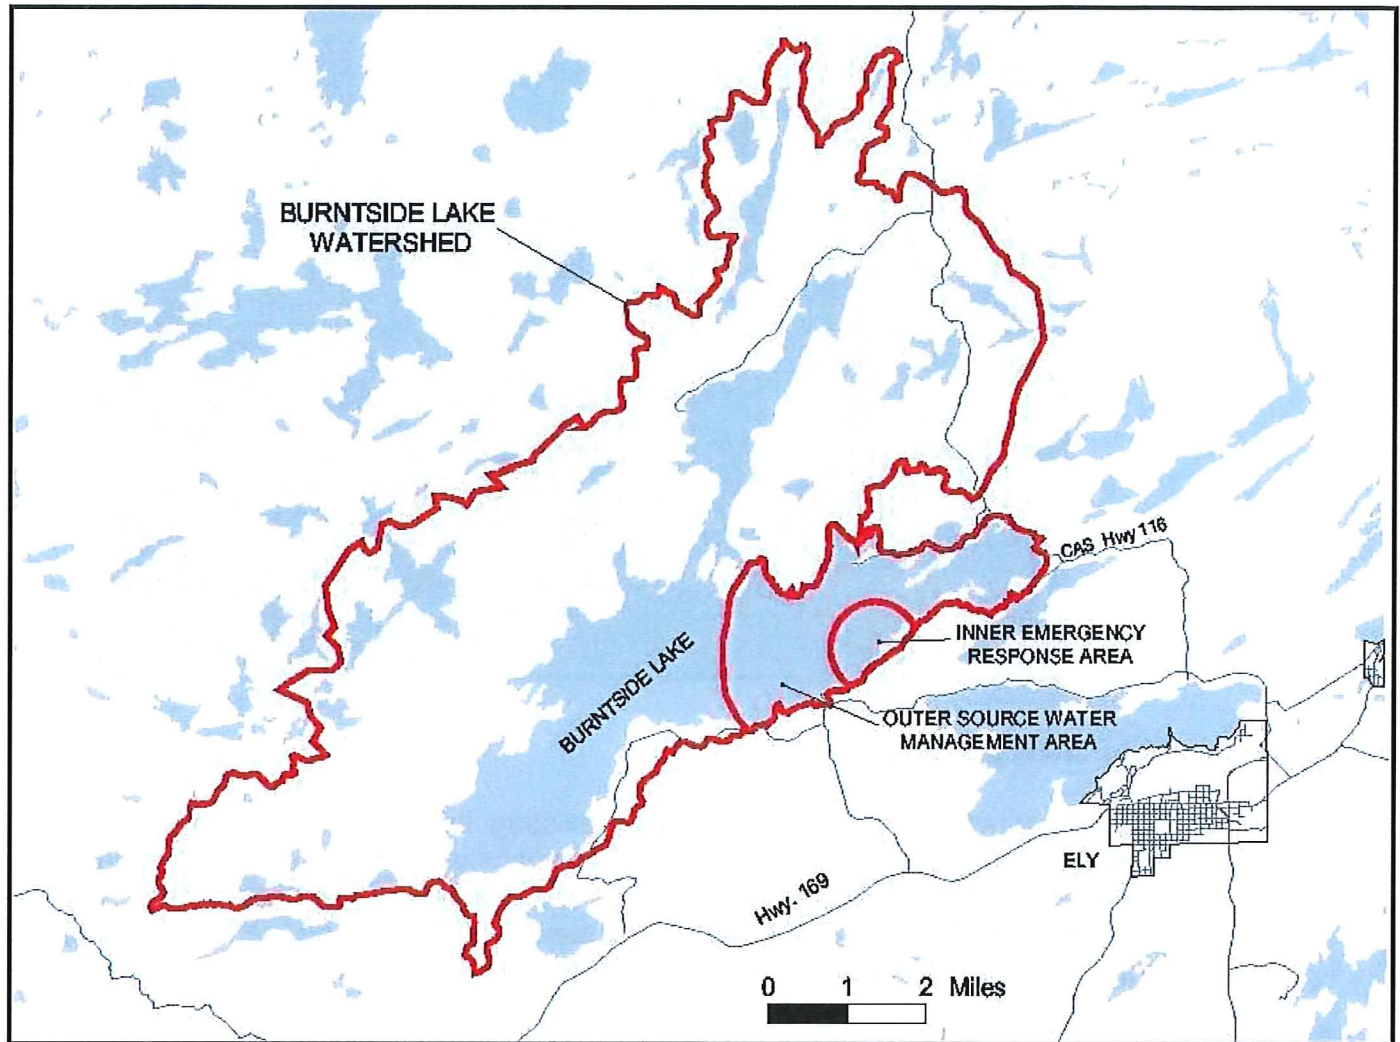 BURNTSIDE LAKE
WATERSHED
CAS Hwy 116
INNER EMERGENCY
RESPONSE AREA
BURNTSIDE LAKE
OUTER SOURCE WATER
MANAGEMENT AREA
ELY
Hwy. 169
0 1 2 Miles